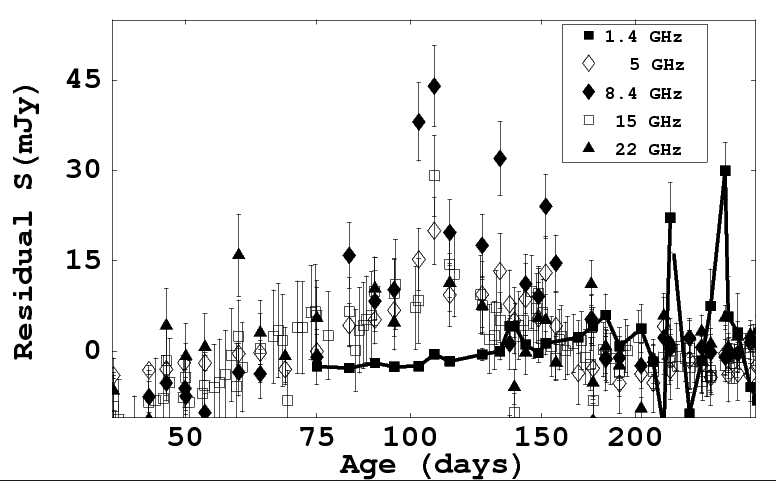 45
30
15
0
Residual S(mJy)
1.4 GHz
5 GHz
8.4 GHz
15 GHz
22 GHz
50 75 100 150 200
Age (days)